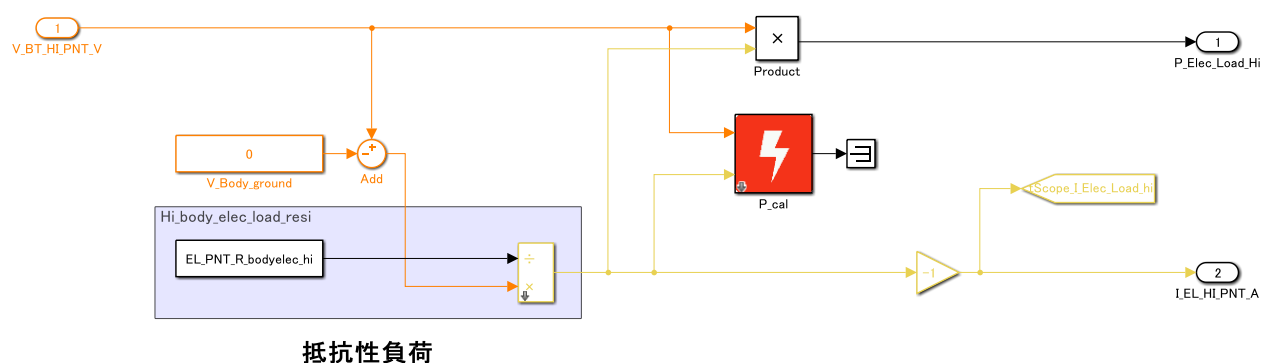 1
V_BT_HI_PNT_V
×
Product
1
P_Elec_Load_Hi
0
V_Body_ground
Add
P_cal
Hi_body_elec_load_resi
EL_PNT_R_bodyelec_hi
÷
×
Scope_I_Elec_Load_hi
-1
2
I_EL_HI_PNT_A
抵抗性負荷